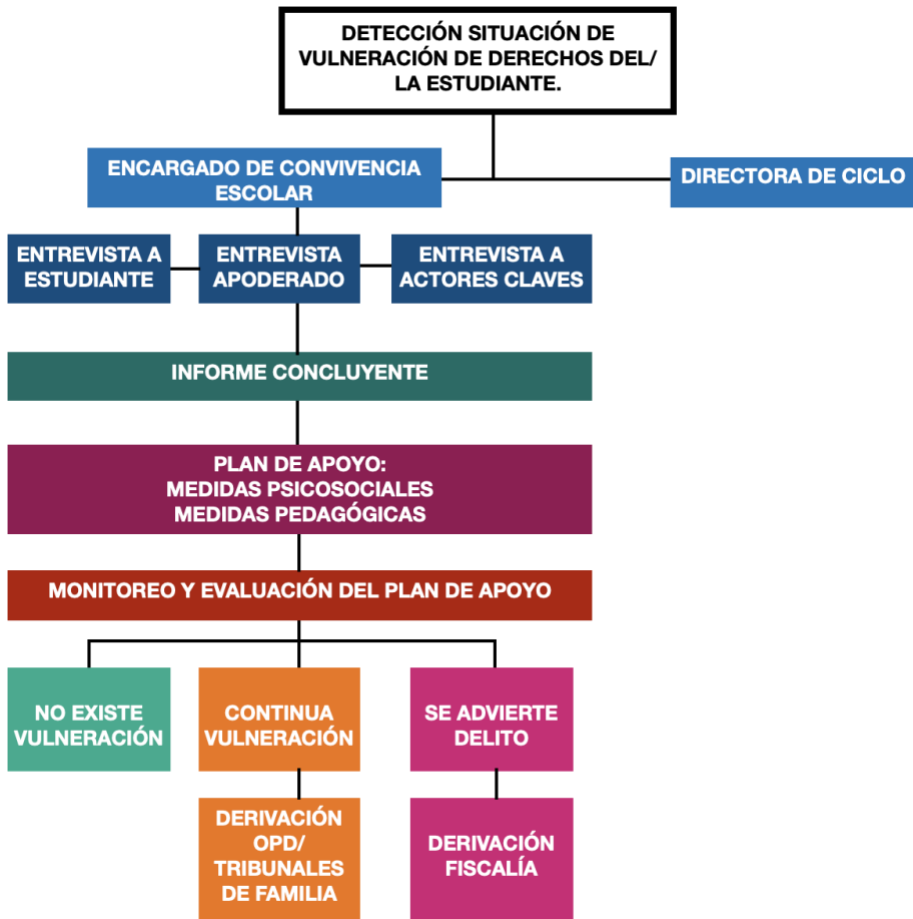 DETECCIÓN SITUACIÓN DE
VULNERACIÓN DE DERECHOS DEL/
LA ESTUDIANTE.
ENCARGADO DE CONVIVENCIA
ESCOLAR
DIRECTORA DE CICLO
ENTREVISTA A
ESTUDIANTE
ENTREVISTA
APODERADO
ENTREVISTA A
ACTORES CLAVES
INFORME CONCLUYENTE
PLAN DE APOYO:
MEDIDAS PSICOSOCIALES
MEDIDAS PEDAGÓGICAS
MONITOREO Y EVALUACIÓN DEL PLAN DE APOYO
NO EXISTE
VULNERACIÓN
CONTINUA
VULNERACIÓN
SE ADVIERTE
DELITO
DERIVACIÓN
OPD/
TRIBUNALES
DE FAMILIA
DERIVACIÓN
FISCALÍA